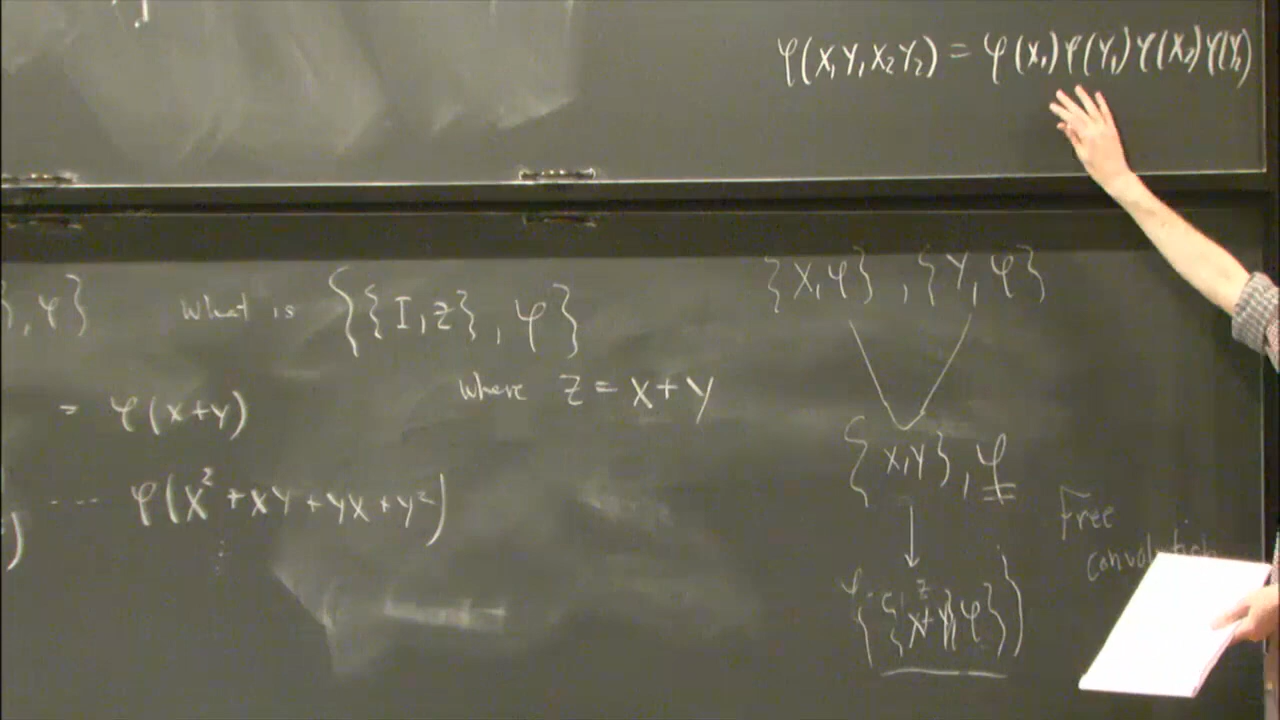 φ(X₁Y₁X₂Y₂) = φ(X₁)φ(Y₁)φ(X₂)φ(Y₂)
, φ} What is {{I, Z}, φ}
where Z = X+Y
= φ(X+Y)
---- φ(X² + XY + YX + Y²)
⋮
{X, φ}, {Y, φ}
{X,Y}, φ
Free
convolution
Z
X+Y}, φ}